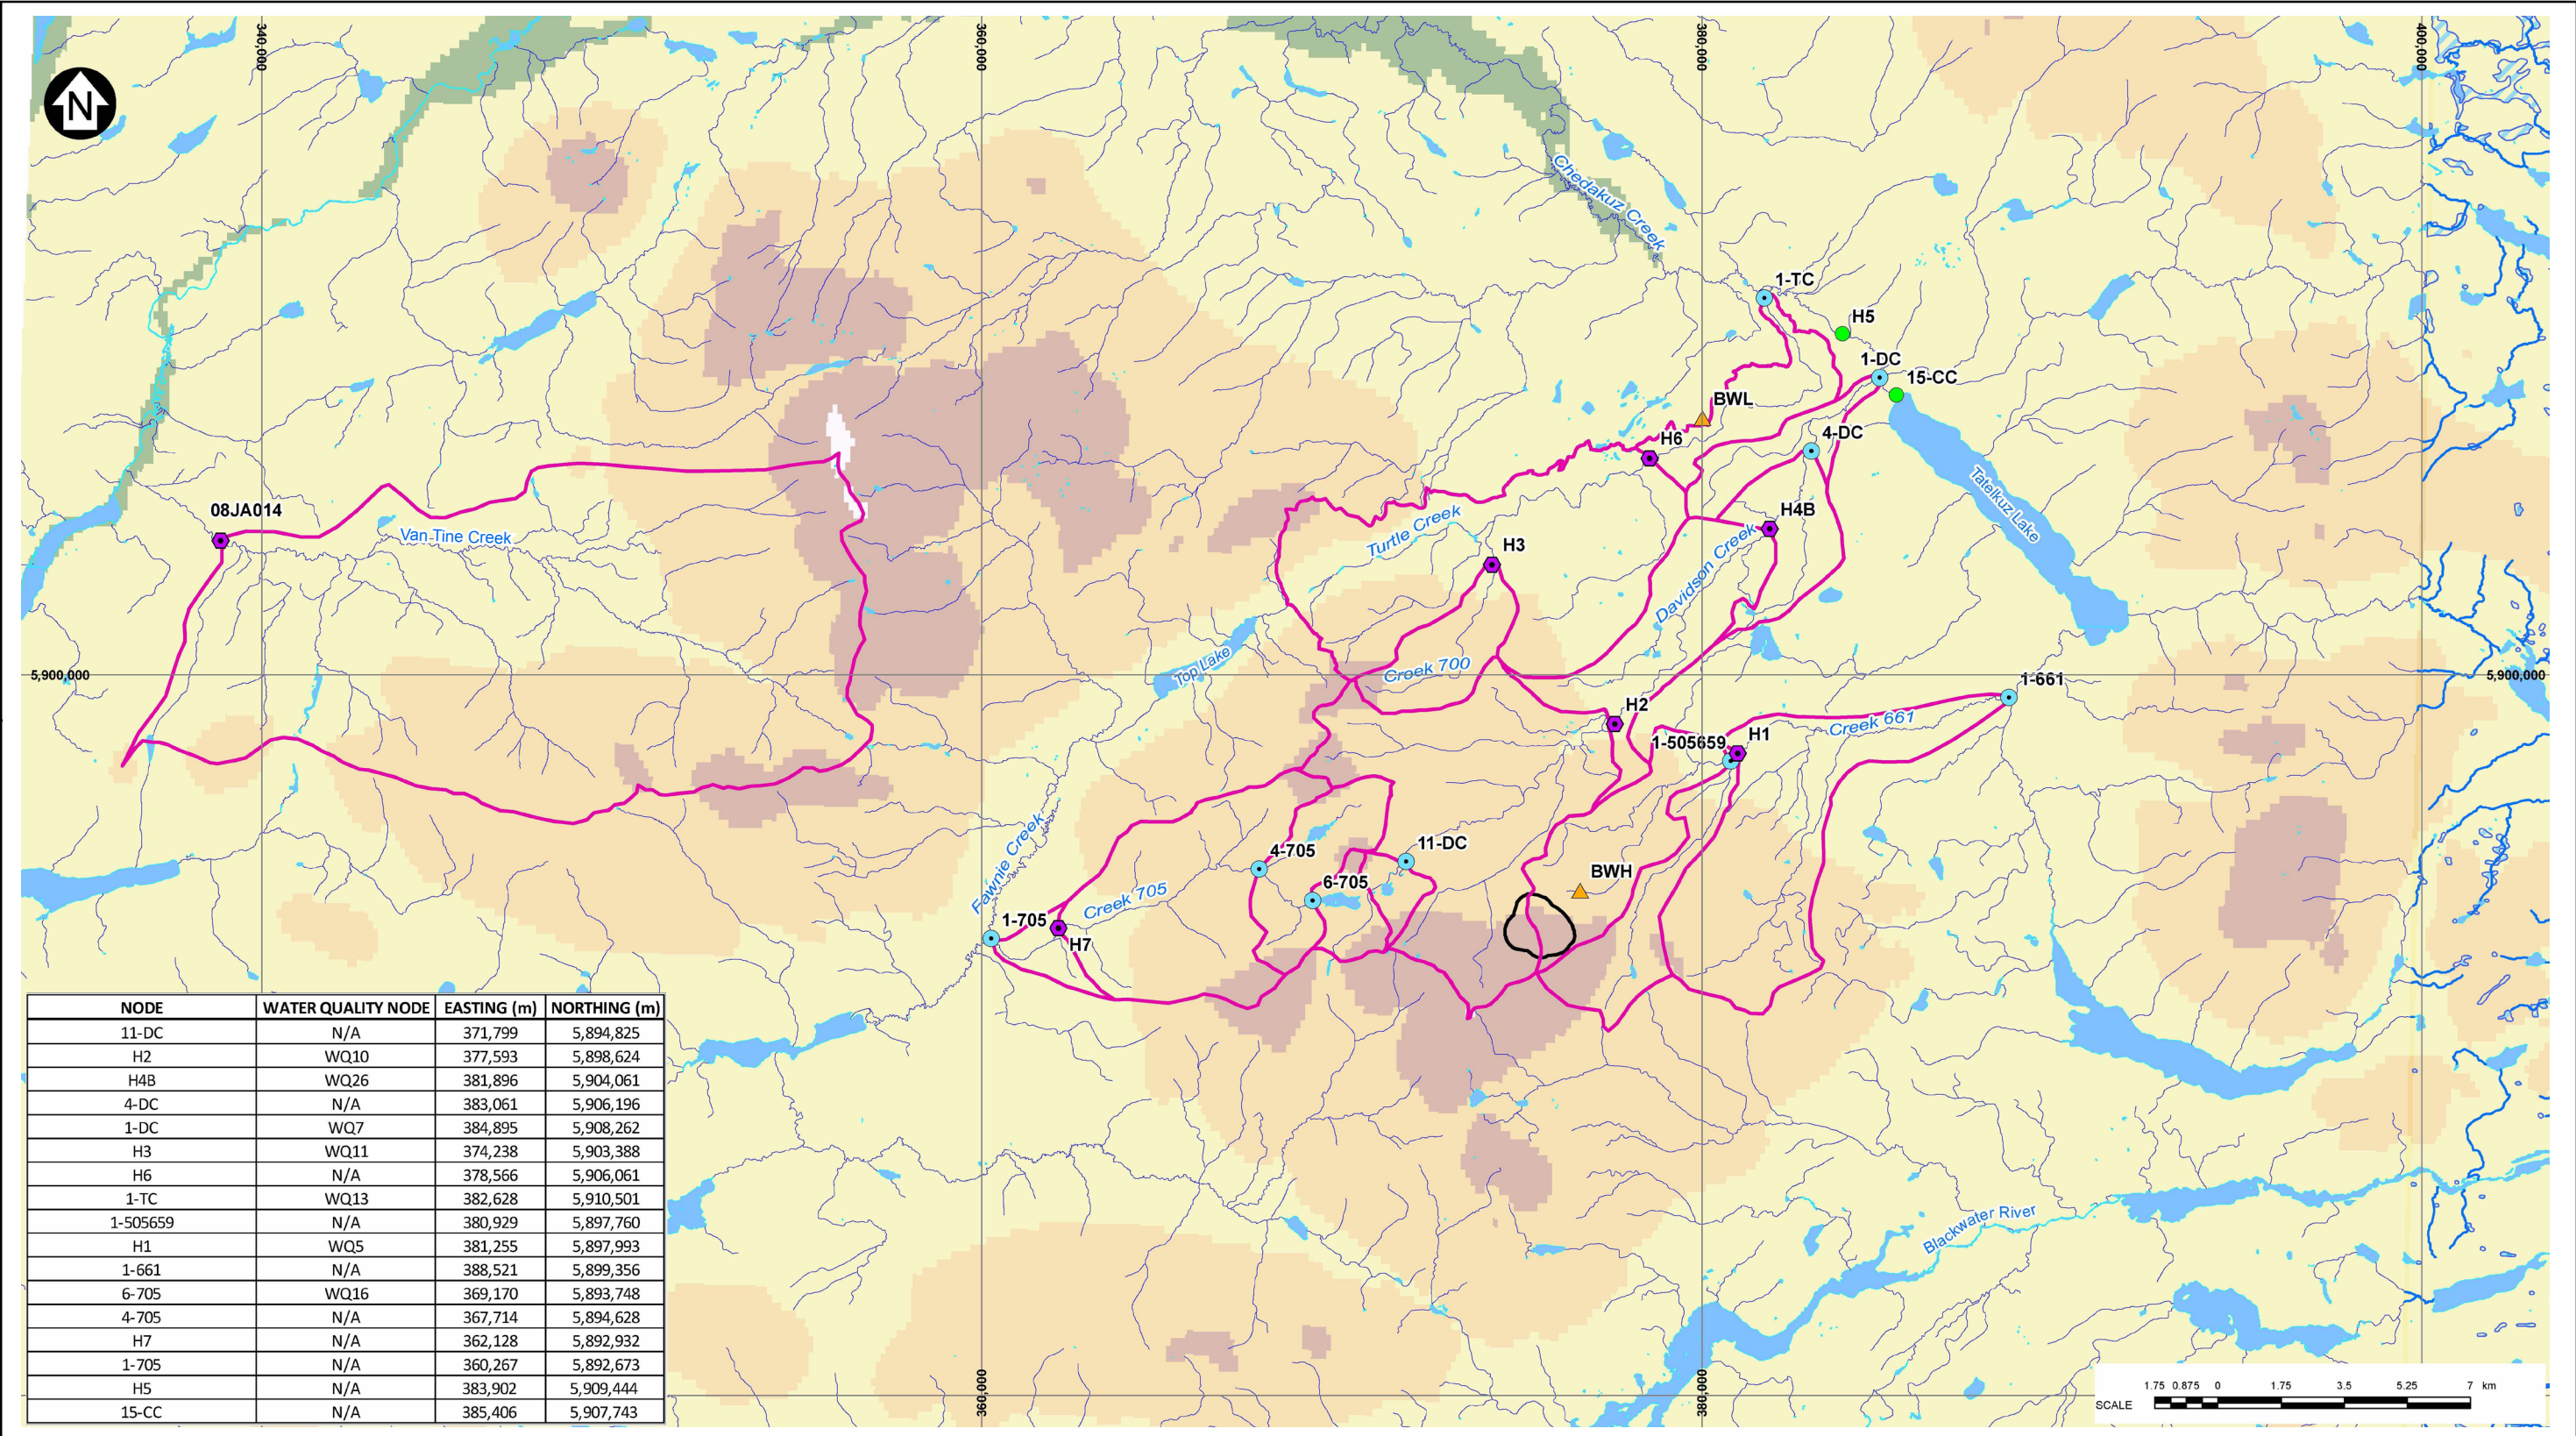 340,000
360,000
380,000
400,000
N
Chedakuz Creek
1-TC
H5
1-DC
15-CC
BWL
H6
4-DC
Tatelkuz Lake
08JA014
Van Tine Creek
Turtle Creek
H4B
H3
Davidson Creek
Top Lake
Creek 700
5,900,000
5,900,000
1-661
H2
Creek 661
1-505659
H1
Fawnie Creek
4-705
11-DC
6-705
BWH
Creek 705
1-705
H7
NODE WATER QUALITY NODE EASTING (m) NORTHING (m)
11-DC N/A 371,799 5,894,825
H2 WQ10 377,593 5,898,624
H4B WQ26 381,896 5,904,061
4-DC N/A 383,061 5,906,196
1-DC WQ7 384,895 5,908,262
H3 WQ11 374,238 5,903,388
H6 N/A 378,566 5,906,061
1-TC WQ13 382,628 5,910,501
1-505659 N/A 380,929 5,897,760
H1 WQ5 381,255 5,897,993
1-661 N/A 388,521 5,899,356
6-705 WQ16 369,170 5,893,748
4-705 N/A 367,714 5,894,628
H7 N/A 362,128 5,892,932
1-705 N/A 360,267 5,892,673
H5 N/A 383,902 5,909,444
15-CC N/A 385,406 5,907,743
Blackwater River
360,000
380,000
1.75 0.875 0 1.75 3.5 5.25 7 km
SCALE